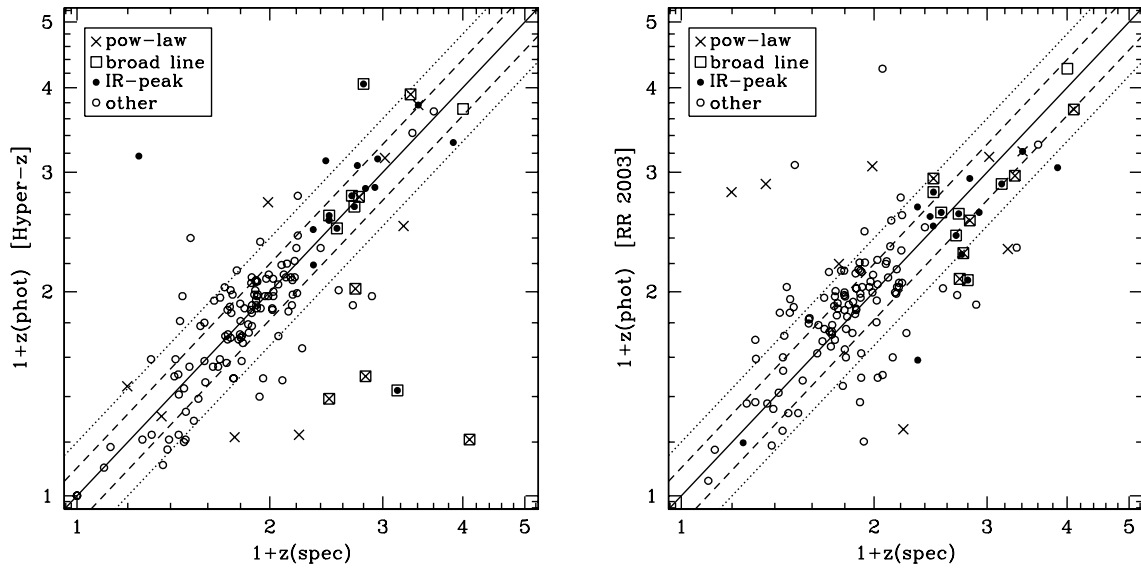 5
4
3
2
1
1+z(phot) [Hyper-z]
pow-law
broad line
IR-peak
other
1 2 3 4 5
1+z(spec)
5
4
3
2
1
1+z(phot) [RR 2003]
pow-law
broad line
IR-peak
other
1 2 3 4 5
1+z(spec)